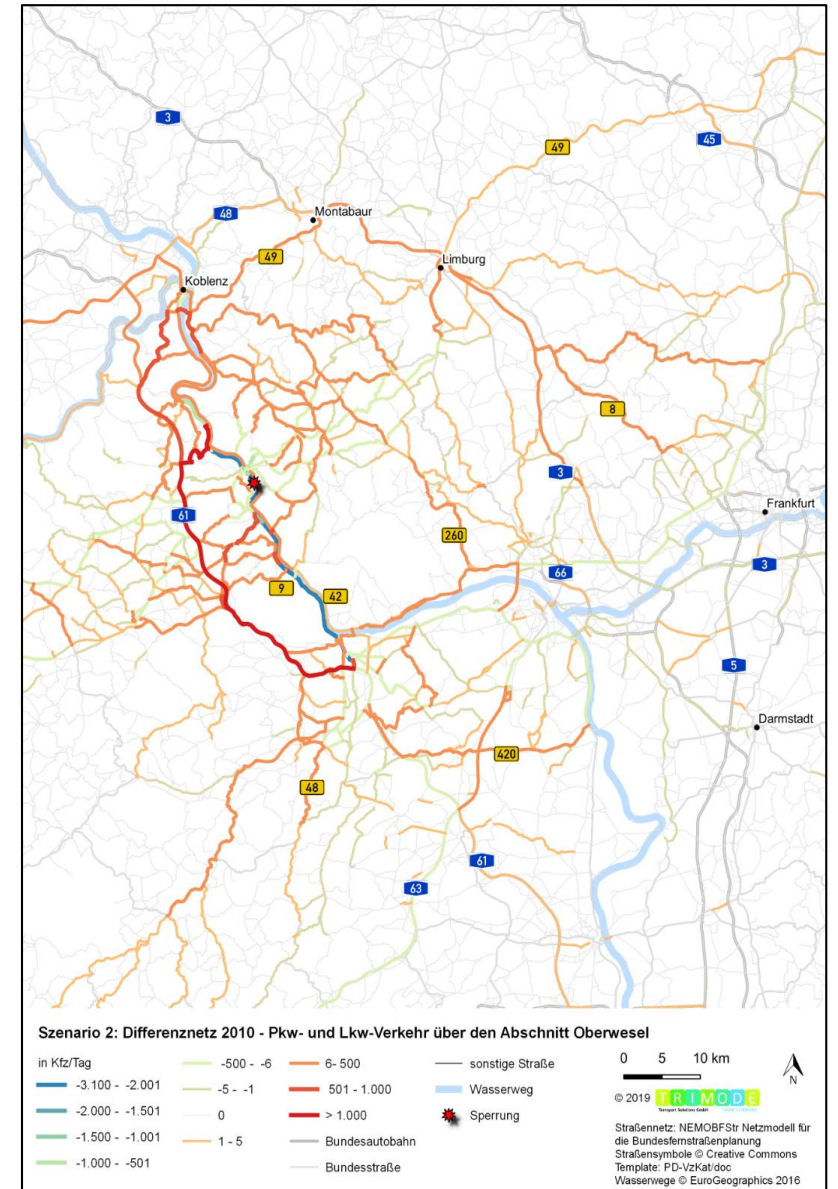 3
45
49
48
Montabaur
49
Limburg
Koblenz
8
3
61
Frankfurt
260
66
3
9
42
5
Darmstadt
420
48
61
63
Szenario 2: Differenznetz 2010 - Pkw- und Lkw-Verkehr über den Abschnitt Oberwesel
in Kfz/Tag
-3.100 - -2.001
-2.000 - -1.501
-1.500 - -1.001
-1.000 - -501
-500 - -6
-5 - -1
0
1 - 5
6- 500
501 - 1.000
> 1.000
Bundesautobahn
Bundesstraße
sonstige Straße
Wasserweg
Sperrung
0 5 10 km
N
© 2019 TRIMODE
Transport Solutions GmbH
Straßennetz: NEMOBFStr Netzmodell für
die Bundesfernstraßenplanung
Straßensymbole © Creative Commons
Template: PD-VzKat/doc
Wasserwege © EuroGeographics 2016